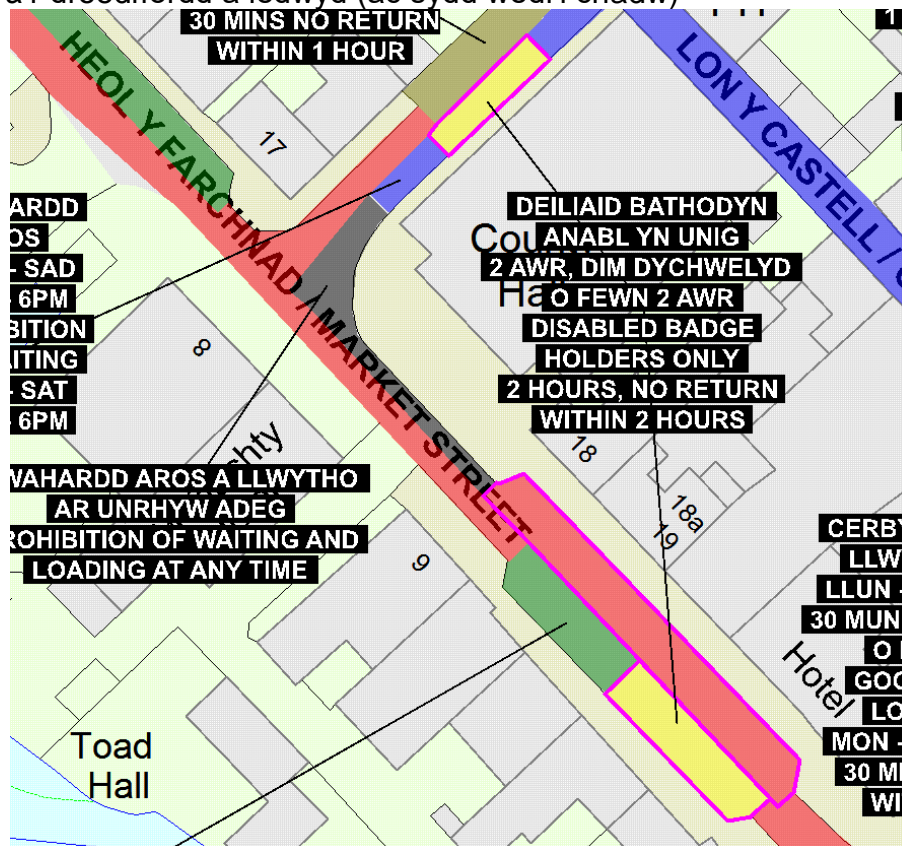 30 MINS NO RETURN
WITHIN 1 HOUR
HEOL Y FARCHNAD / MARKET STREET
LON Y CASTELL /
17
ARDD
OS
- SAD
6PM
BITION
AITING
- SAT
6PM
8
DEILIAID BATHODYN
ANABL YN UNIG
2 AWR, DIM DYCHWELYD
O FEWN 2 AWR
DISABLED BADGE
HOLDERS ONLY
2 HOURS, NO RETURN
WITHIN 2 HOURS
18
18a
19
WAHARDD AROS A LLWYTHO
AR UNRHYW ADEG
ROHIBITION OF WAITING AND
LOADING AT ANY TIME
9
CERBY
LLW
LLUN -
30 MUN
O
GOO
LO
MON -
30 MI
WI
Hotel
Toad
Hall